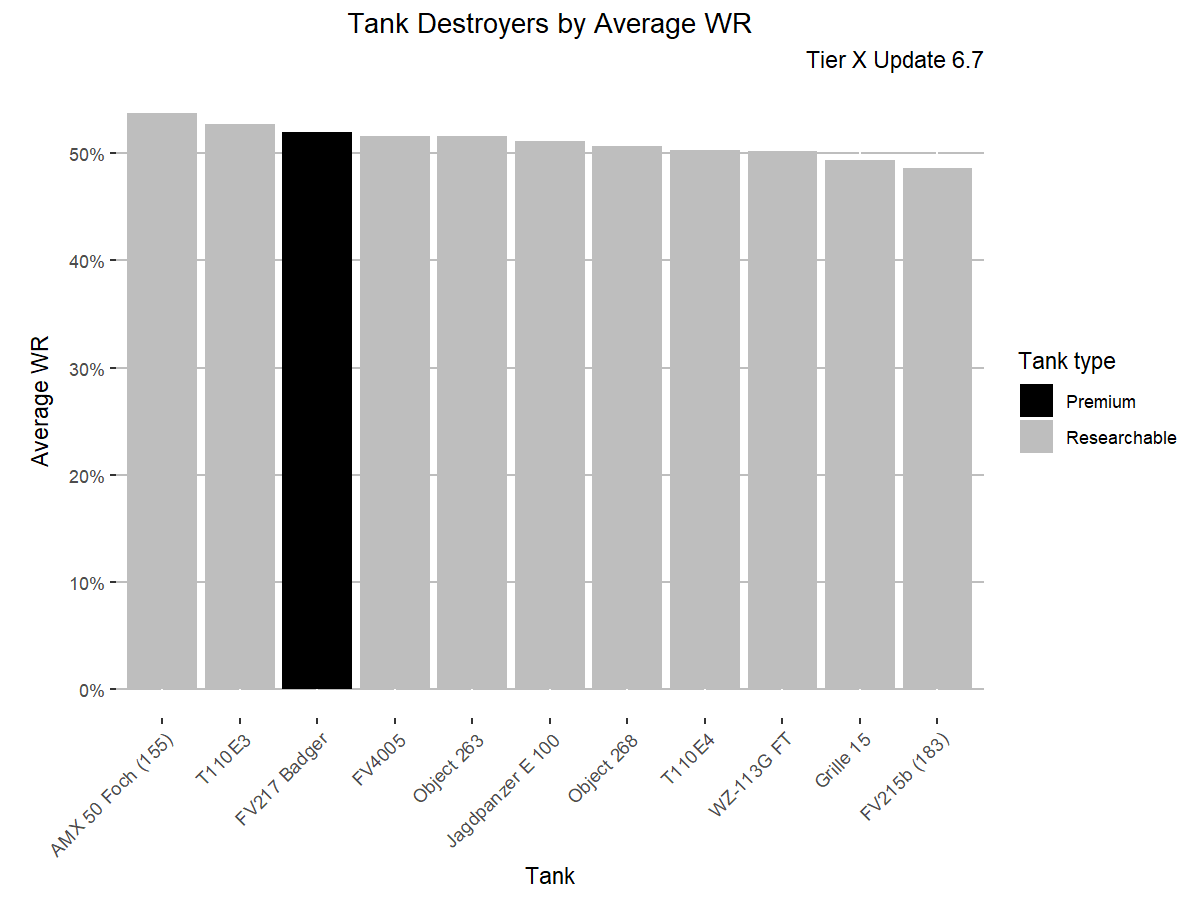 Tank Destroyers by Average WR
Tier X Update 6.7
Average WR
50%
40%
30%
20%
10%
0%
AMX 50 Foch (155)
T110E3
FV217 Badger
FV4005
Object 263
Jagdpanzer E 100
Object 268
T110E4
WZ-113G FT
Grille 15
FV215b (183)
Tank
Tank type
Premium
Researchable